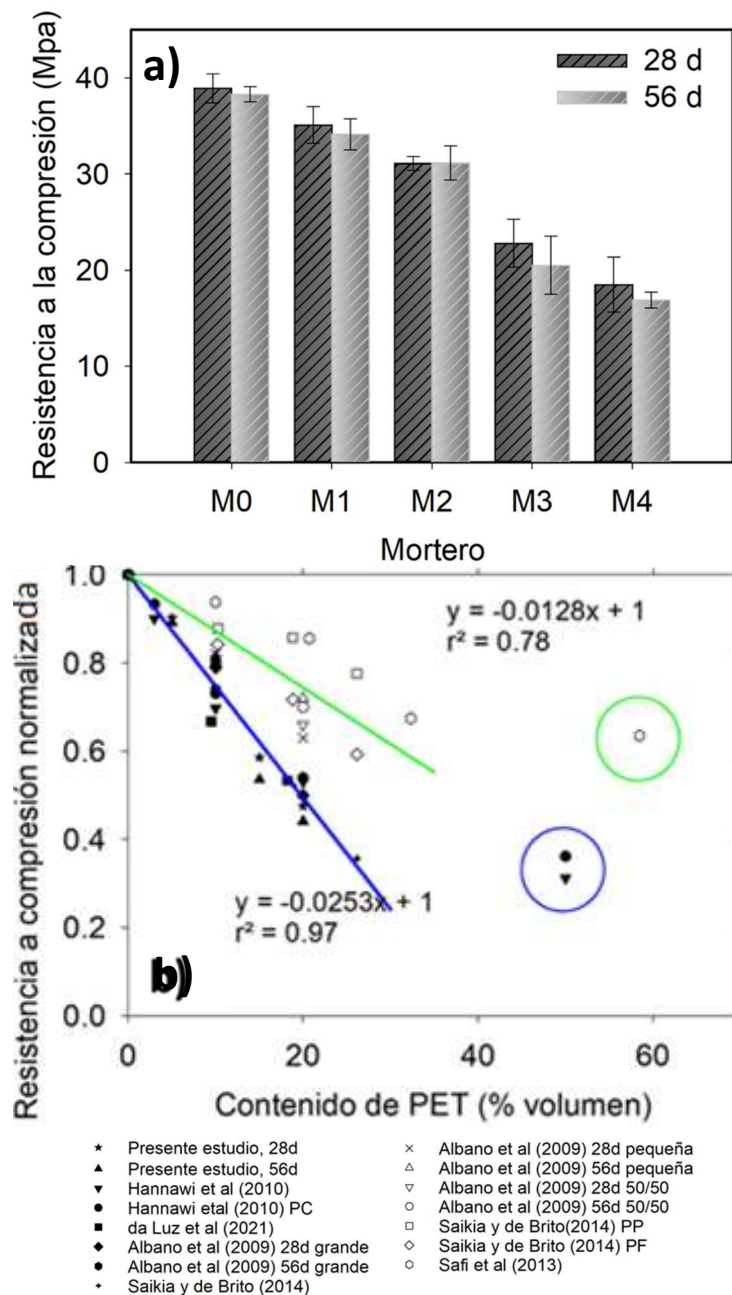 a)
28 d
56 d
Resistencia a la compresión (Mpa)
40
30
20
10
0
M0 M1 M2 M3 M4
Mortero
Resistencia a compresión normalizada
1.0
0.8
0.6
0.4
0.2
0.0
y = -0.0128x + 1
r² = 0.78
y = -0.0253x + 1
r² = 0.97
b)
0 20 40 60
Contenido de PET (% volumen)
Presente estudio, 28d
Presente estudio, 56d
Hannawi et al (2010)
Hannawi etal (2010) PC
da Luz et al (2021)
Albano et al (2009) 28d grande
Albano et al (2009) 56d grande
Saikia y de Brito (2014)
Albano et al (2009) 28d pequeña
Albano et al (2009) 56d pequeña
Albano et al (2009) 28d 50/50
Albano et al (2009) 56d 50/50
Saikia y de Brito(2014) PP
Saikia y de Brito (2014) PF
Safi et al (2013)